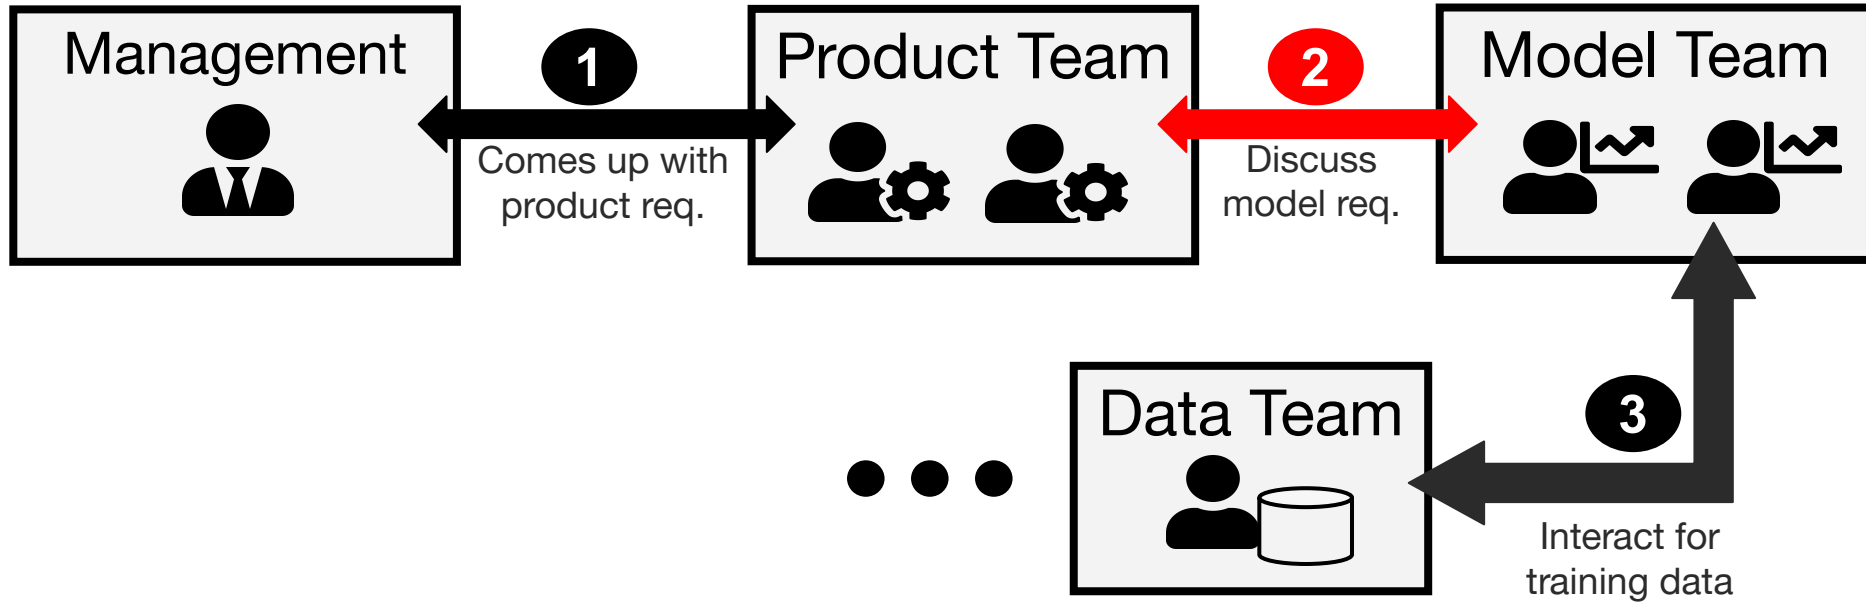 Management
1
Comes up with
product req.
Product Team
2
Discuss
model req.
Model Team
Data Team
3
Interact for
training data